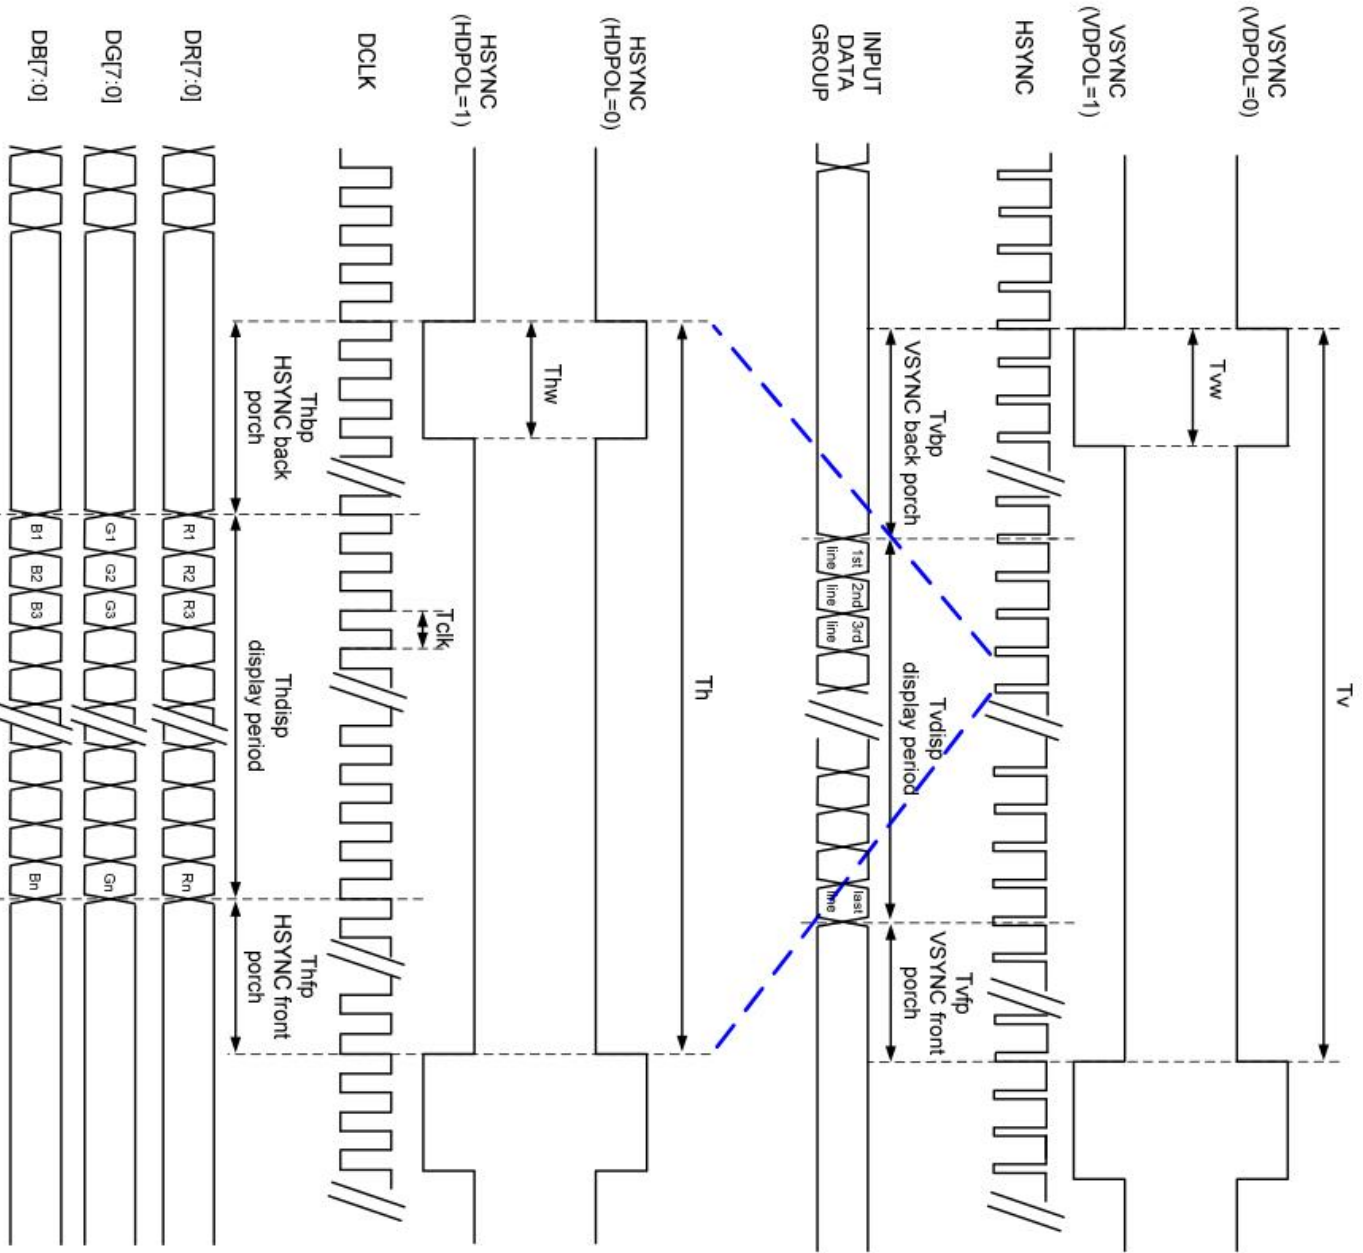 Tv
VSYNC
(VDPOL=0)
Tvw
VSYNC
(VDPOL=1)
HSYNC
Tvbp
VSYNC back porch
Tvdisp
display period
Tvfp
VSYNC front
porch
INPUT
DATA
GROUP
1st
line
2nd
line
3rd
line
last
line
Th
HSYNC
(HDPOL=0)
Thw
HSYNC
(HDPOL=1)
Tclk
DCLK
Thbp
HSYNC back
porch
Thdisp
display period
Thfp
HSYNC front
porch
DR[7:0]
R1
R2
R3
Rn
DG[7:0]
G1
G2
G3
Gn
DB[7:0]
B1
B2
B3
Bn